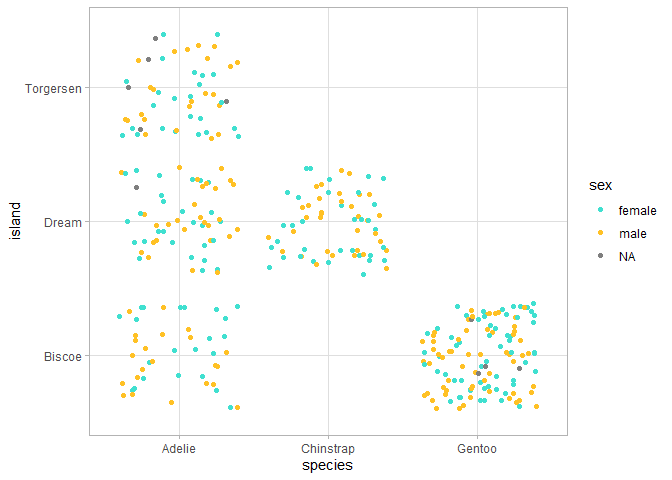 Torgersen
Dream
Biscoe
island
Adelie
Chinstrap
Gentoo
species
sex
female
male
NA